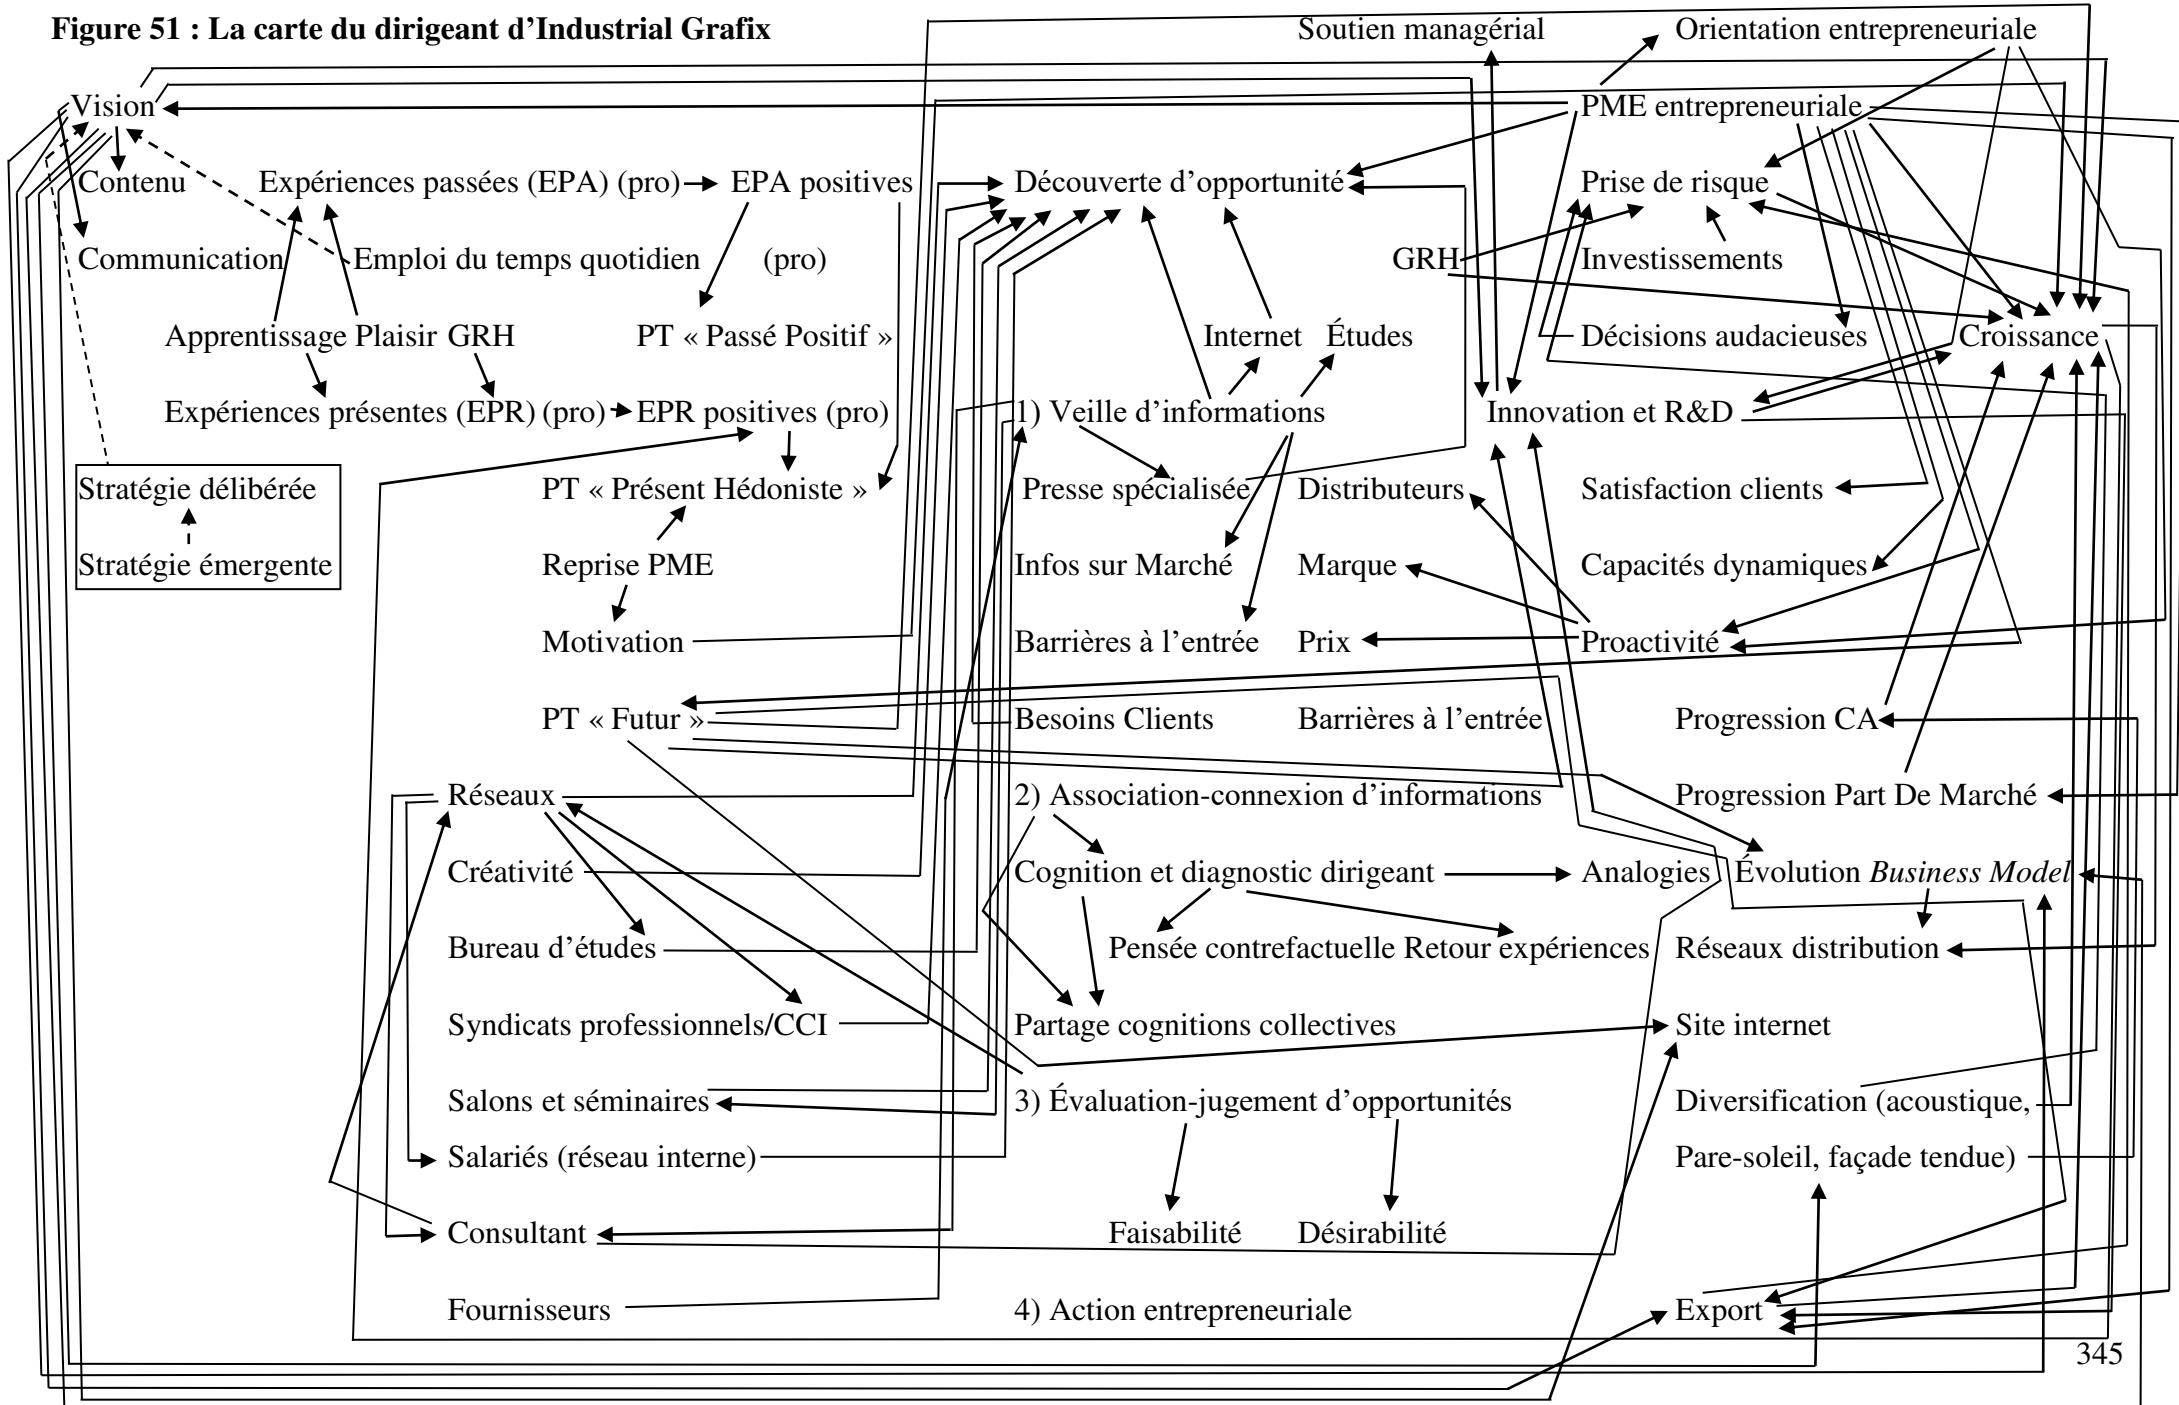 Figure 51 : La carte du dirigeant d’Industrial Grafix
Soutien managérial
Orientation entrepreneuriale
Vision
PME entrepreneuriale
Contenu
Expériences passées (EPA) (pro)
EPA positives
Découverte d’opportunité
Prise de risque
Communication
Emploi du temps quotidien
(pro)
GRH
Investissements
Apprentissage
Plaisir
GRH
PT « Passé Positif »
Internet
Études
Décisions audacieuses
Croissance
Expériences présentes (EPR) (pro)
EPR positives (pro)
1) Veille d’informations
Innovation et R&D
Stratégie délibérée
PT « Présent Hédoniste »
Presse spécialisée
Distributeurs
Satisfaction clients
Stratégie émergente
Reprise PME
Infos sur Marché
Marque
Capacités dynamiques
Motivation
Barrières à l’entrée
Prix
Proactivité
PT « Futur »
Besoins Clients
Barrières à l’entrée
Progression CA
Réseaux
2) Association-connexion d’informations
Progression Part De Marché
Créativité
Cognition et diagnostic dirigeant
Analogies
Évolution Business Model
Bureau d’études
Pensée contrefactuelle
Retour expériences
Réseaux distribution
Syndicats professionnels/CCI
Partage cognitions collectives
Site internet
Salons et séminaires
3) Évaluation-jugement d’opportunités
Diversification (acoustique,
Salariés (réseau interne)
Pare-soleil, façade tendue)
Consultant
Faisabilité
Désirabilité
Fournisseurs
4) Action entrepreneuriale
Export
345